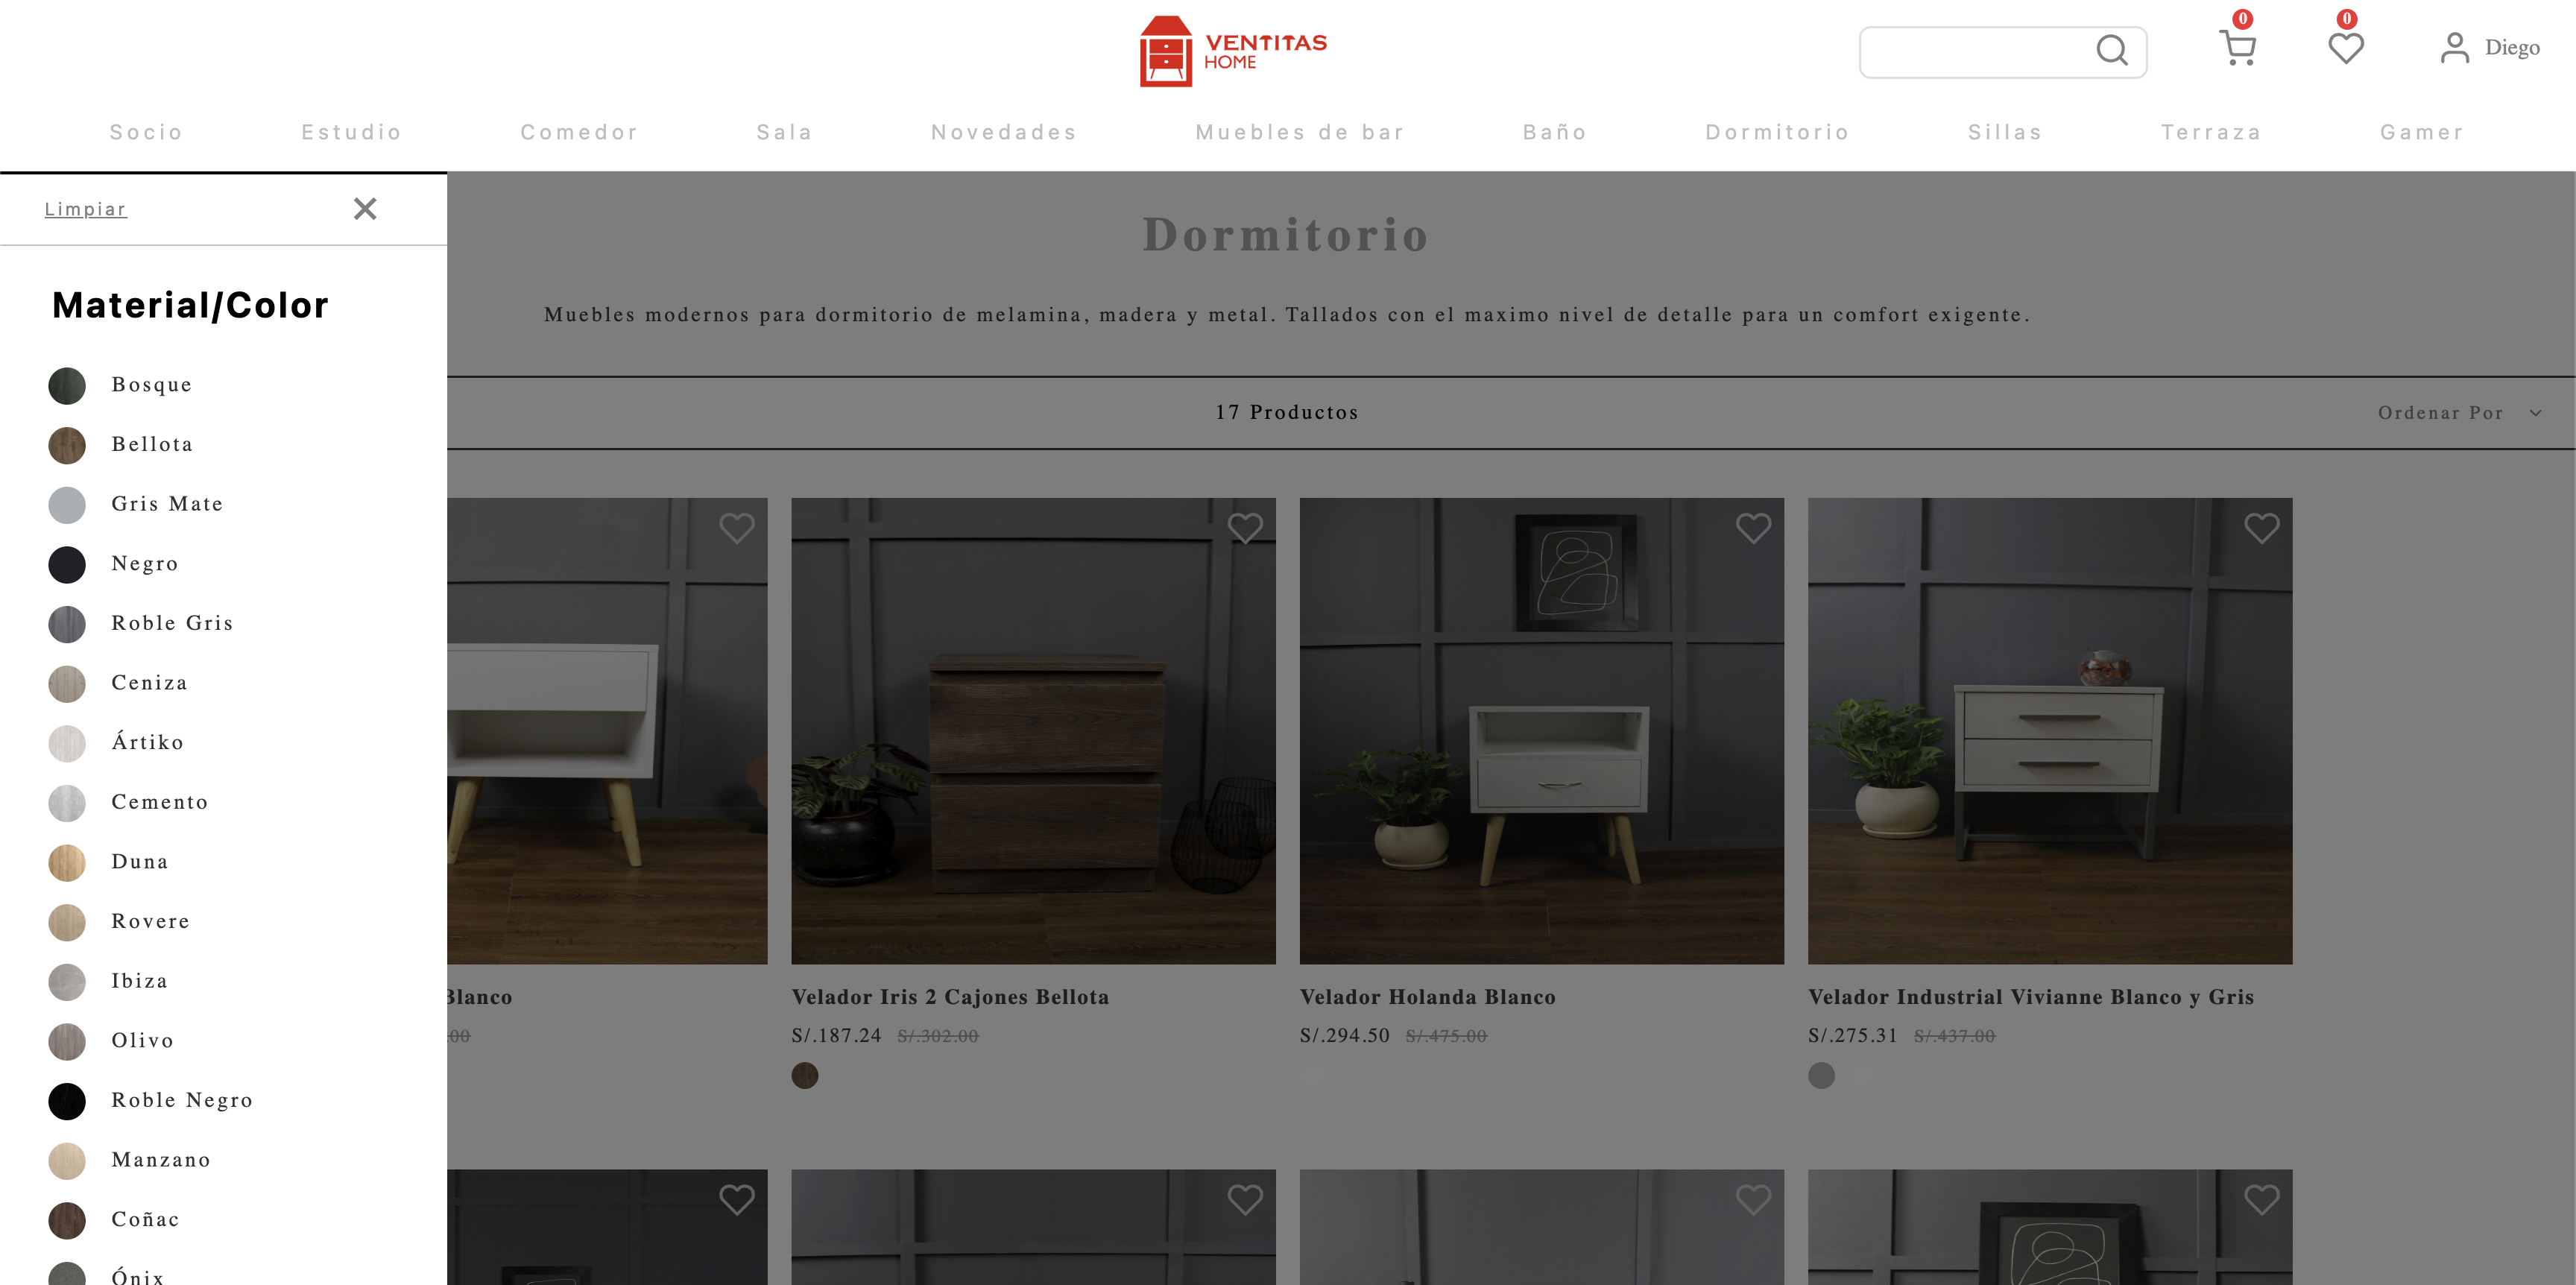 VENTITAS
HOME
0
0
Diego
Socio Estudio Comedor Sala Novedades Muebles de bar Baño Dormitorio Sillas Terraza Gamer
Limpiar
Dormitorio
Material/Color
Muebles modernos para dormitorio de melamina, madera y metal. Tallados con el maximo nivel de detalle para un comfort exigente.
17 Productos
Ordenar Por
Bosque
Bellota
Gris Mate
Negro
Roble Gris
Ceniza
Ártiko
Cemento
Duna
Rovere
Ibiza
Olivo
Roble Negro
Manzano
Coñac
Ónix
Blanco
.00
Velador Iris 2 Cajones Bellota
S/.187.24 S/.302.00
Velador Holanda Blanco
S/.294.50 S/.475.00
Velador Industrial Vivianne Blanco y Gris
S/.275.31 S/.437.00